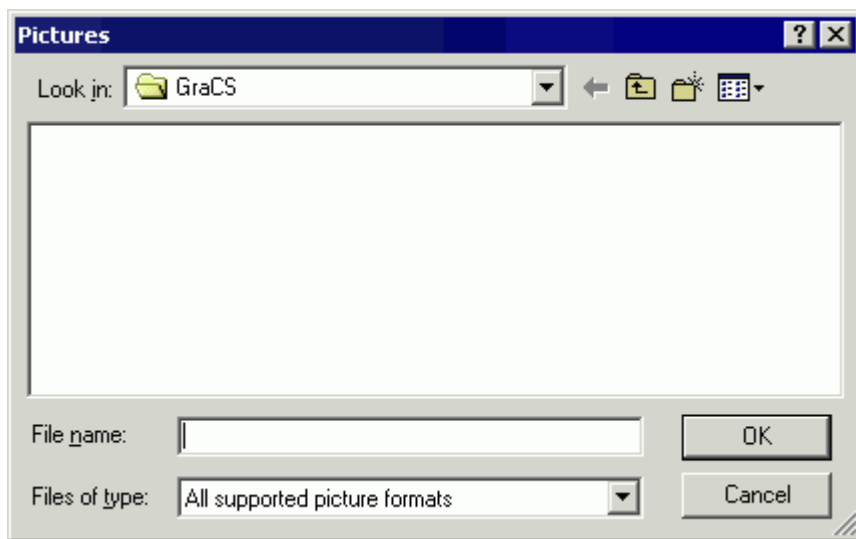 Pictures
Look in: GraCS
File name: OK
Files of type: All supported picture formats Cancel